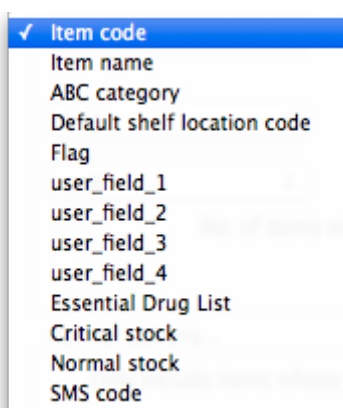 ✓ Item code
Item name
ABC category
Default shelf location code
Flag
user_field_1
user_field_2
user_field_3
user_field_4
Essential Drug List
Critical stock
Normal stock
SMS code